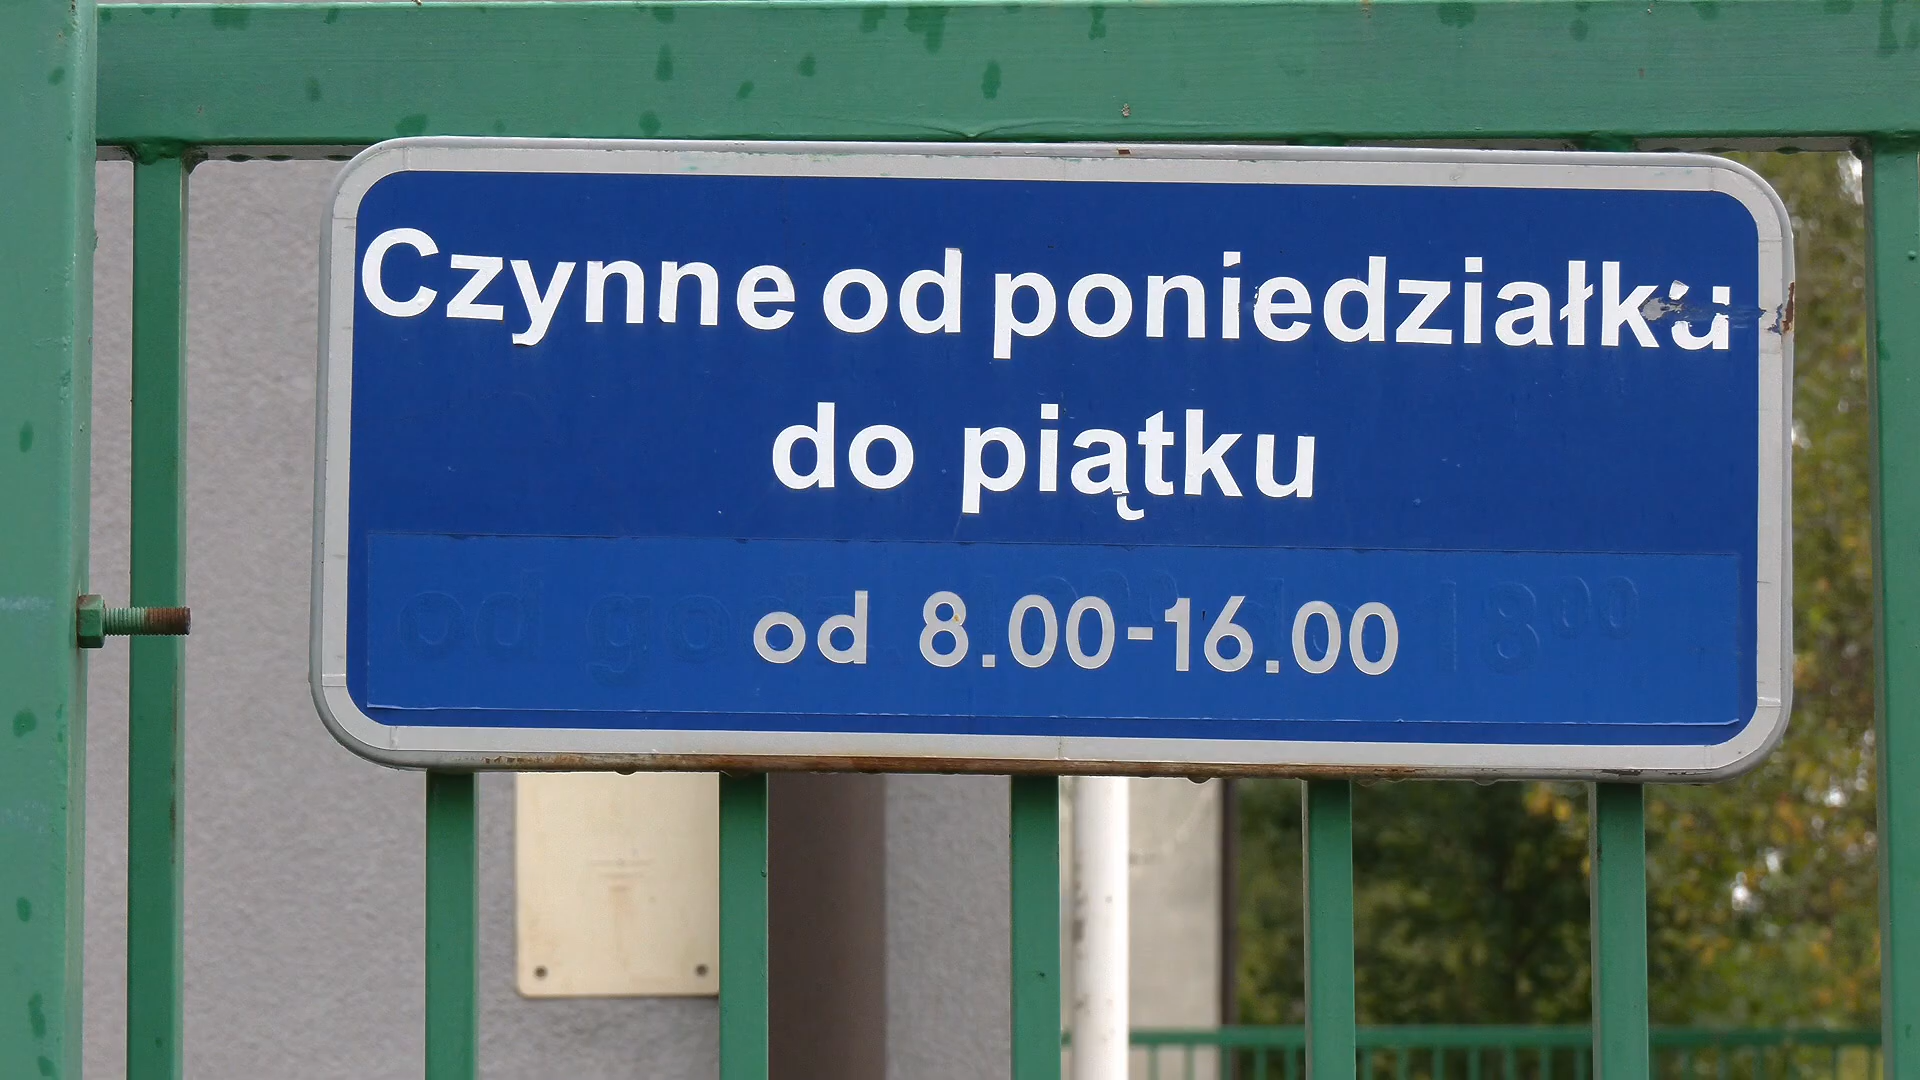 Czynne od poniedziałku
do piątku
od 8.00-16.00